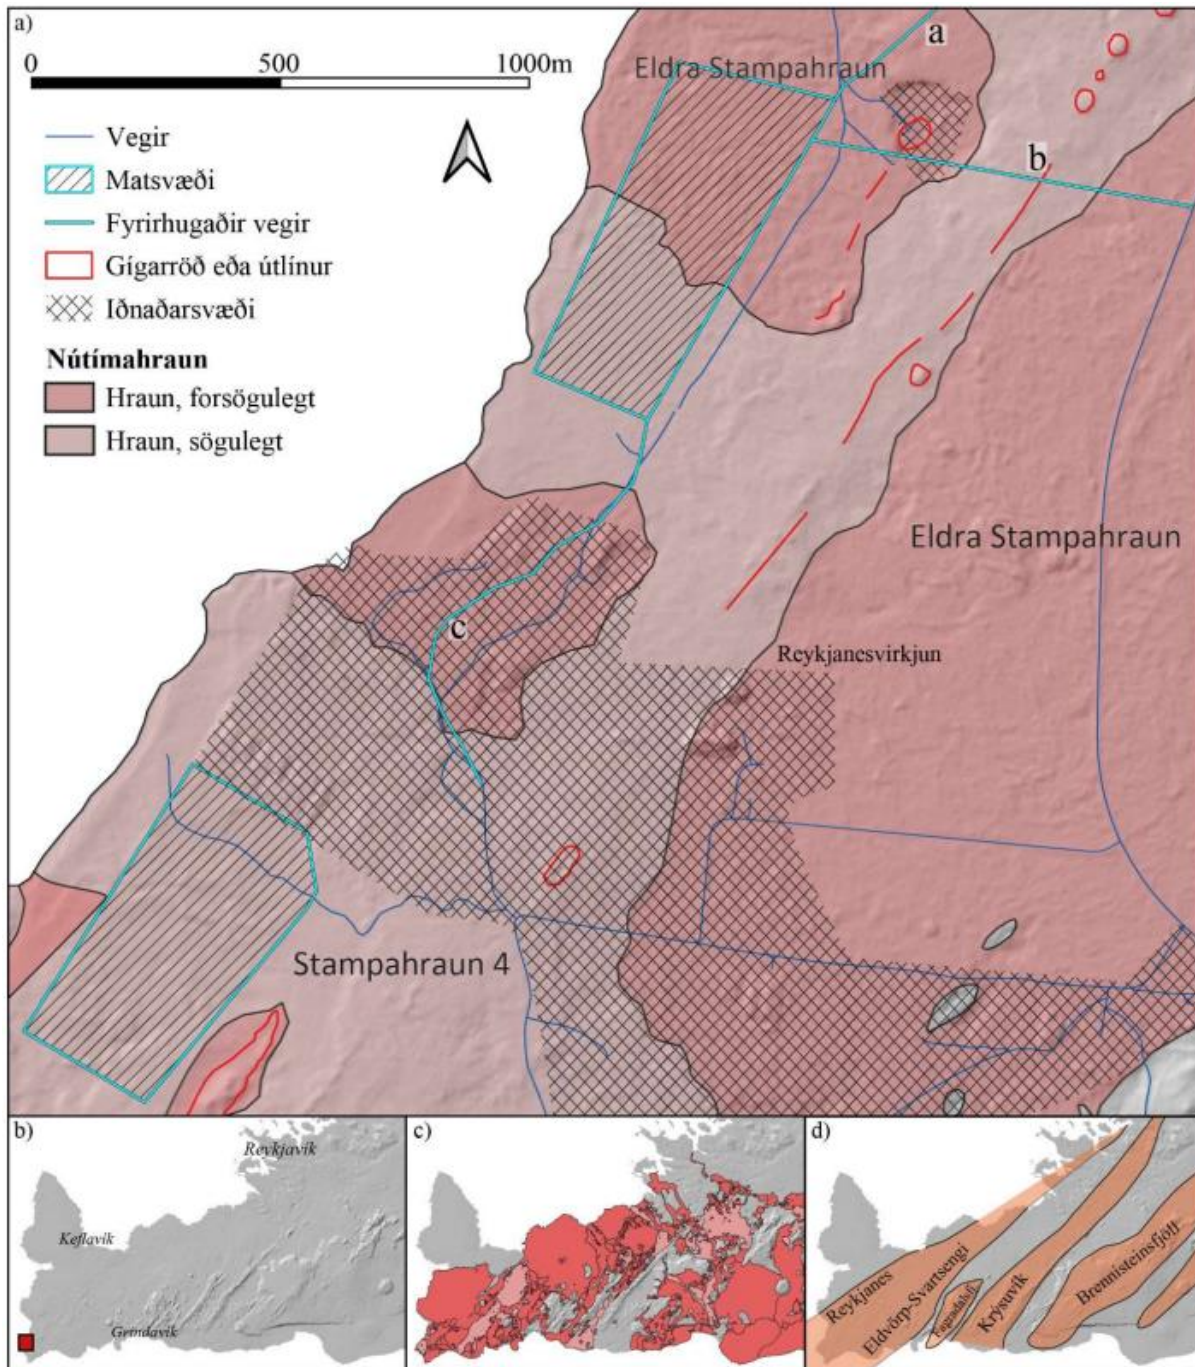 a)
0 500 1000m
Vegir
Matsvæði
Fyrirhugaðir vegir
Gígarröð eða útlínur
Iðnaðarsvæði
Nútímahraun
Hraun, forsögulegt
Hraun, sögulegt
a
Eldra Stampahraun
b
Eldra Stampahraun
c
Reykjanesvirkjun
Stampahraun 4
b)
Reykjavík
Keflavík
Grindavík
c)
d)
Reykjanes
Eldvörp-Svartsengi
Fagradalsfj.
Krýsuvík
Brennisteinsfjöll